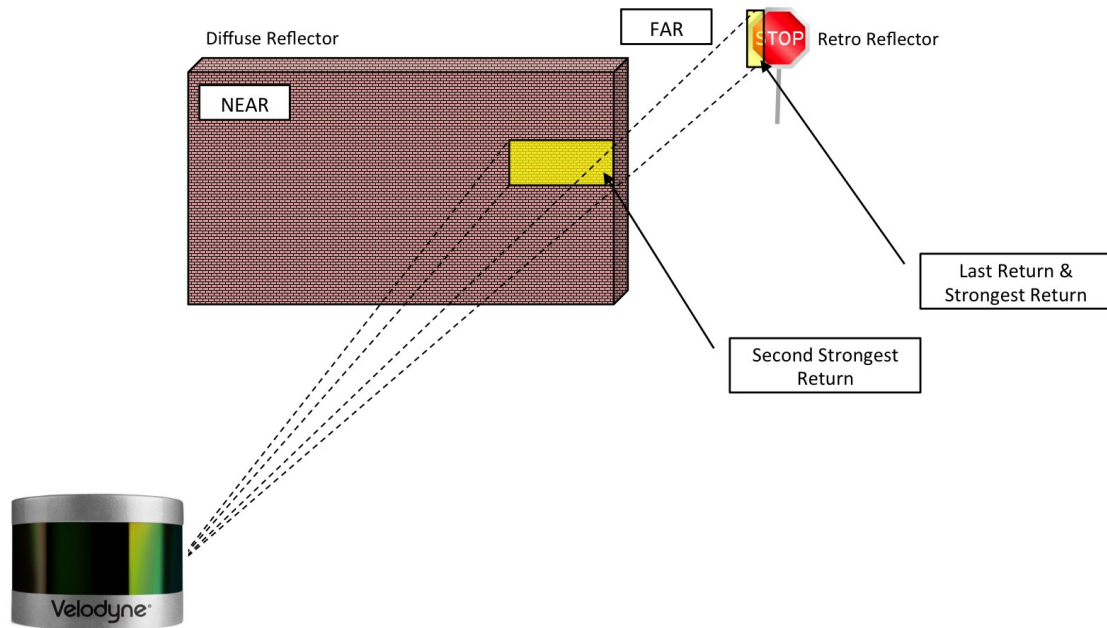 Diffuse Reflector
NEAR
FAR
STOP
Retro Reflector
Last Return &
Strongest Return
Second Strongest
Return
Velodyne®